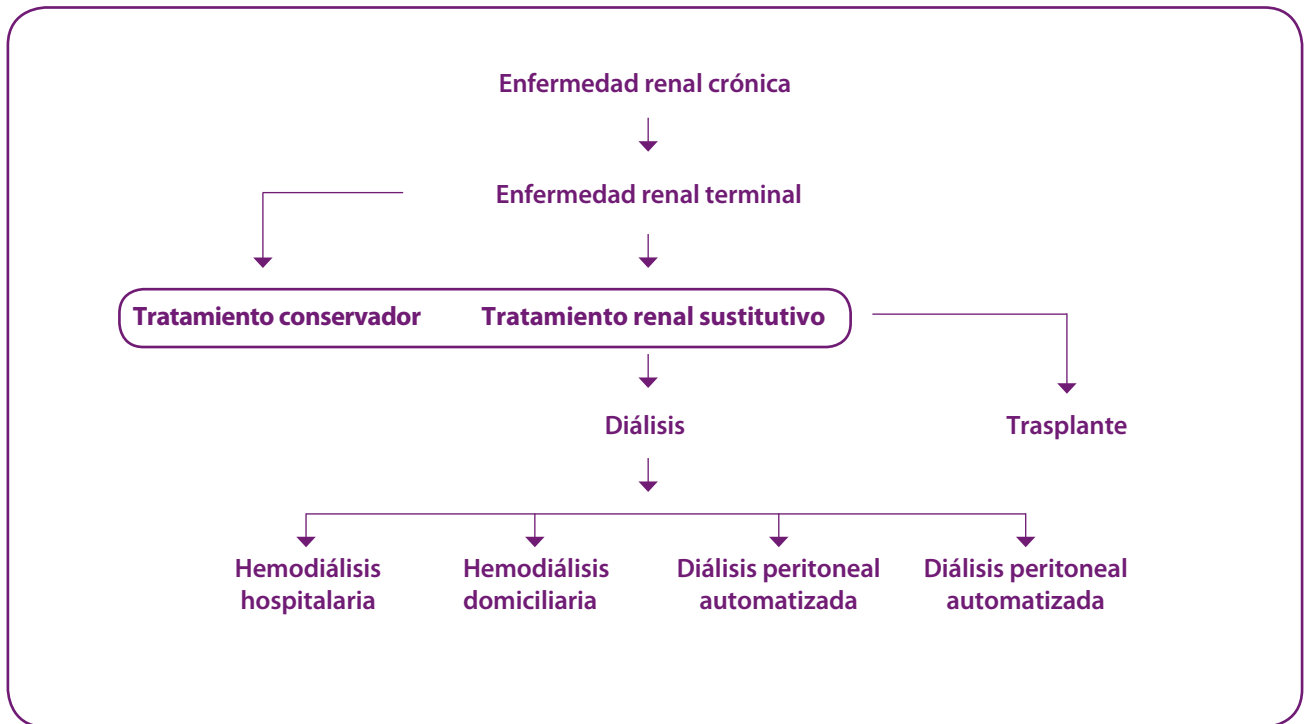 Enfermedad renal crónica
Enfermedad renal terminal
Tratamiento conservador
Tratamiento renal sustitutivo
Diálisis
Trasplante
Hemodiálisis
hospitalaria
Hemodiálisis
domiciliaria
Diálisis peritoneal
automatizada
Diálisis peritoneal
automatizada